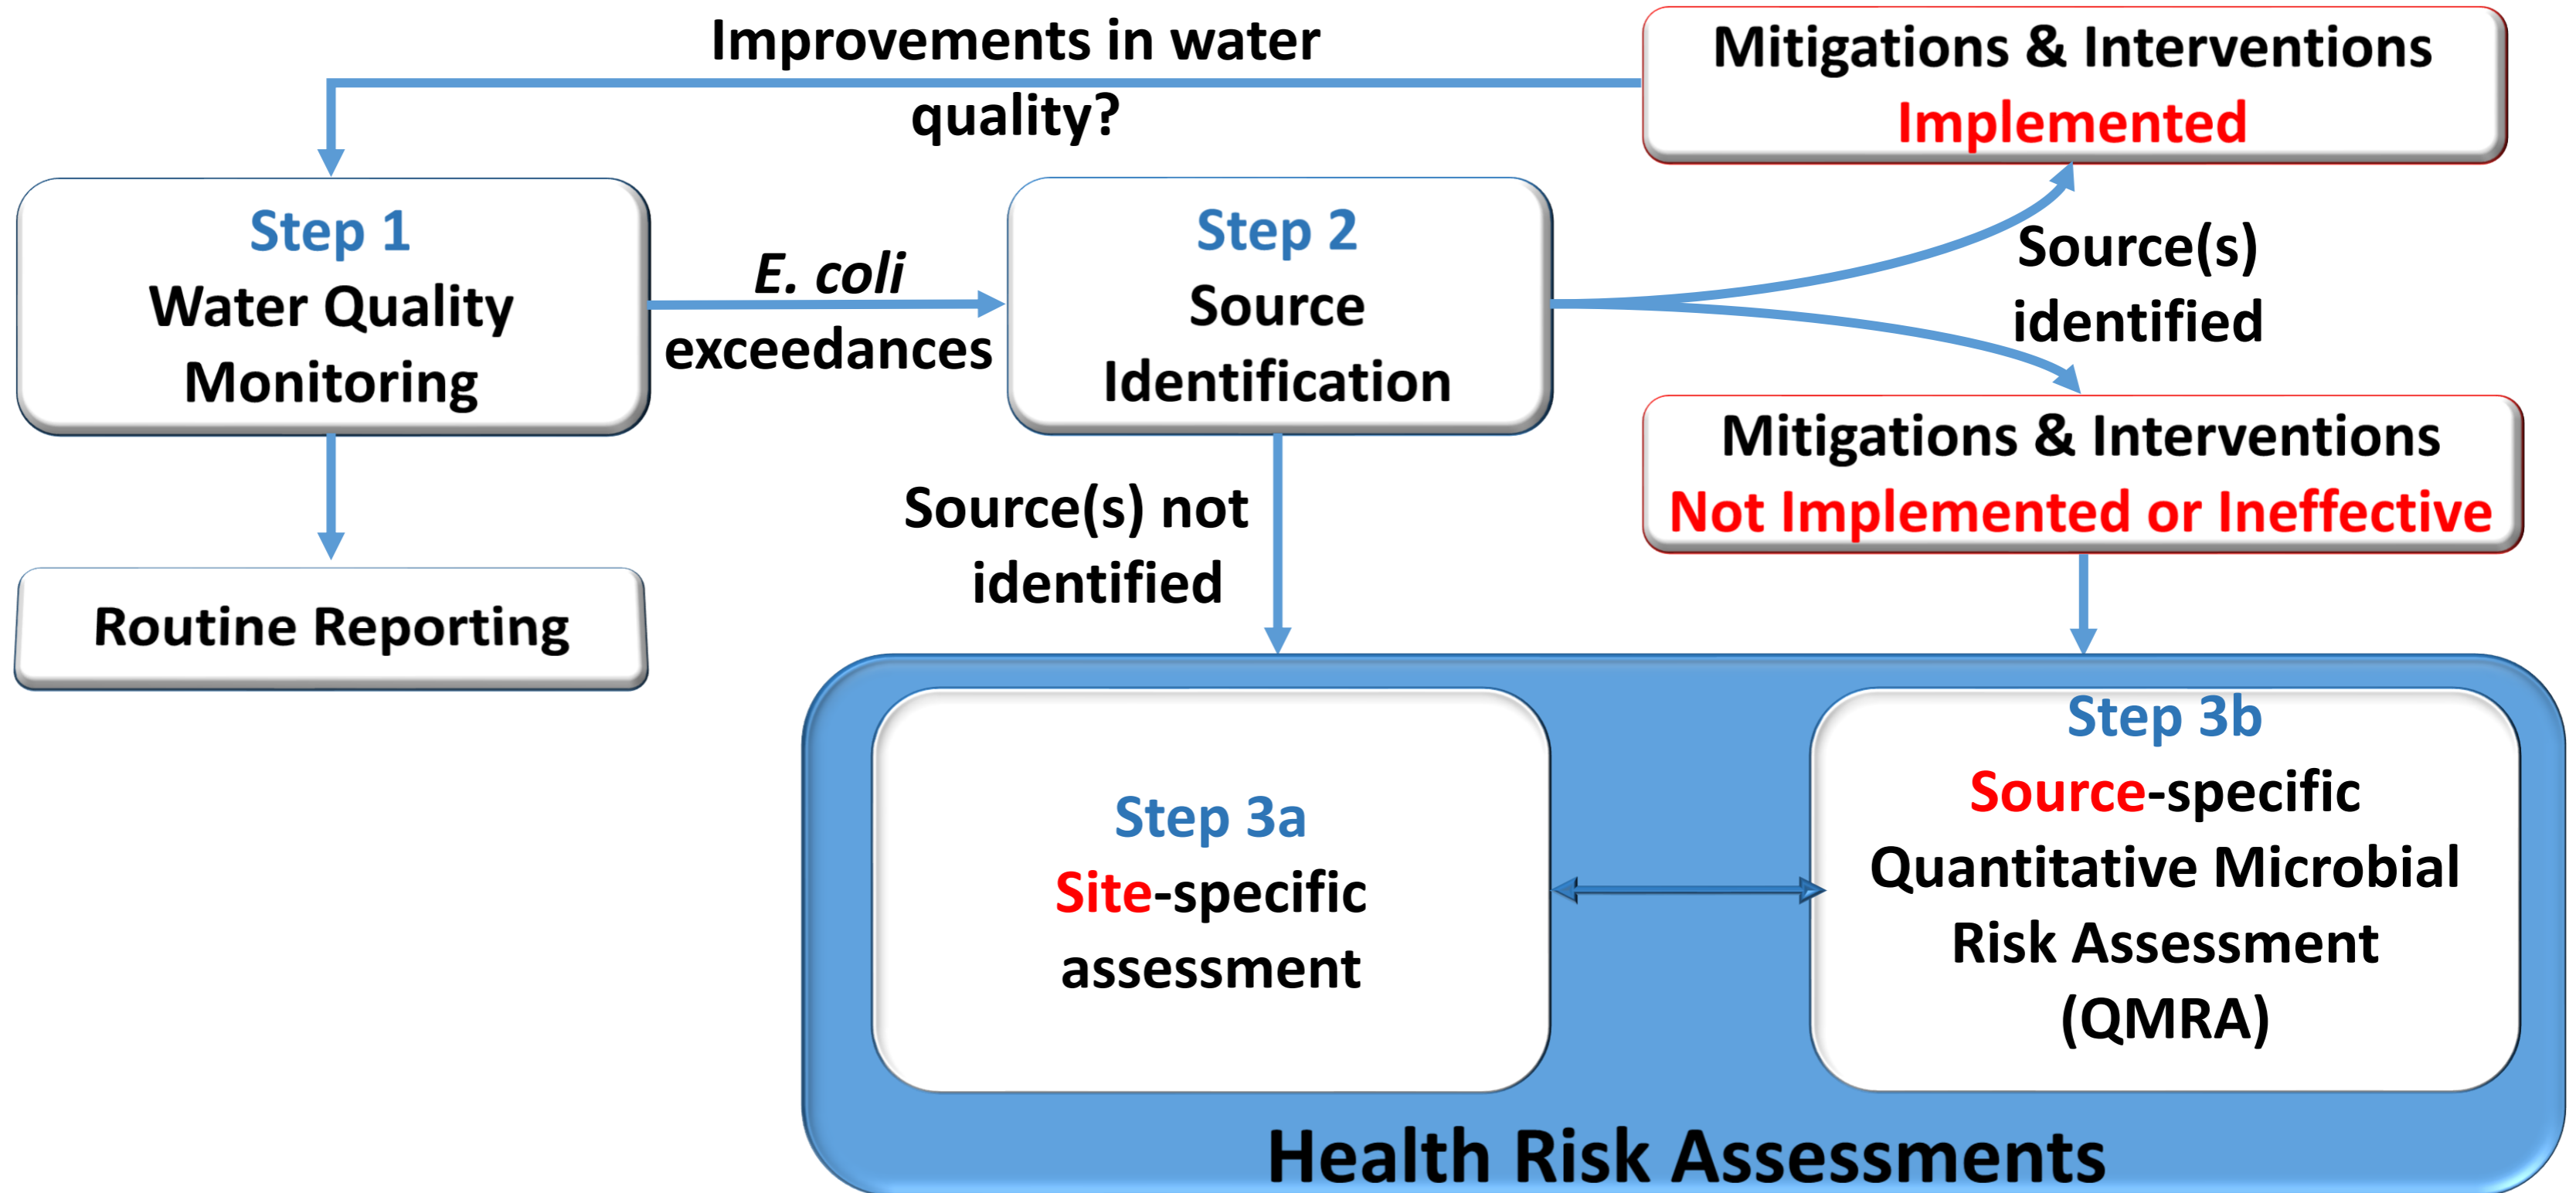 Improvements in water
quality?
Mitigations & Interventions
Implemented
Step 1
Water Quality
Monitoring
E. coli
exceedances
Step 2
Source
Identification
Source(s)
identified
Mitigations & Interventions
Not Implemented or Ineffective
Routine Reporting
Source(s) not
identified
Step 3a
Site-specific
assessment
Step 3b
Source-specific
Quantitative Microbial
Risk Assessment
(QMRA)
Health Risk Assessments